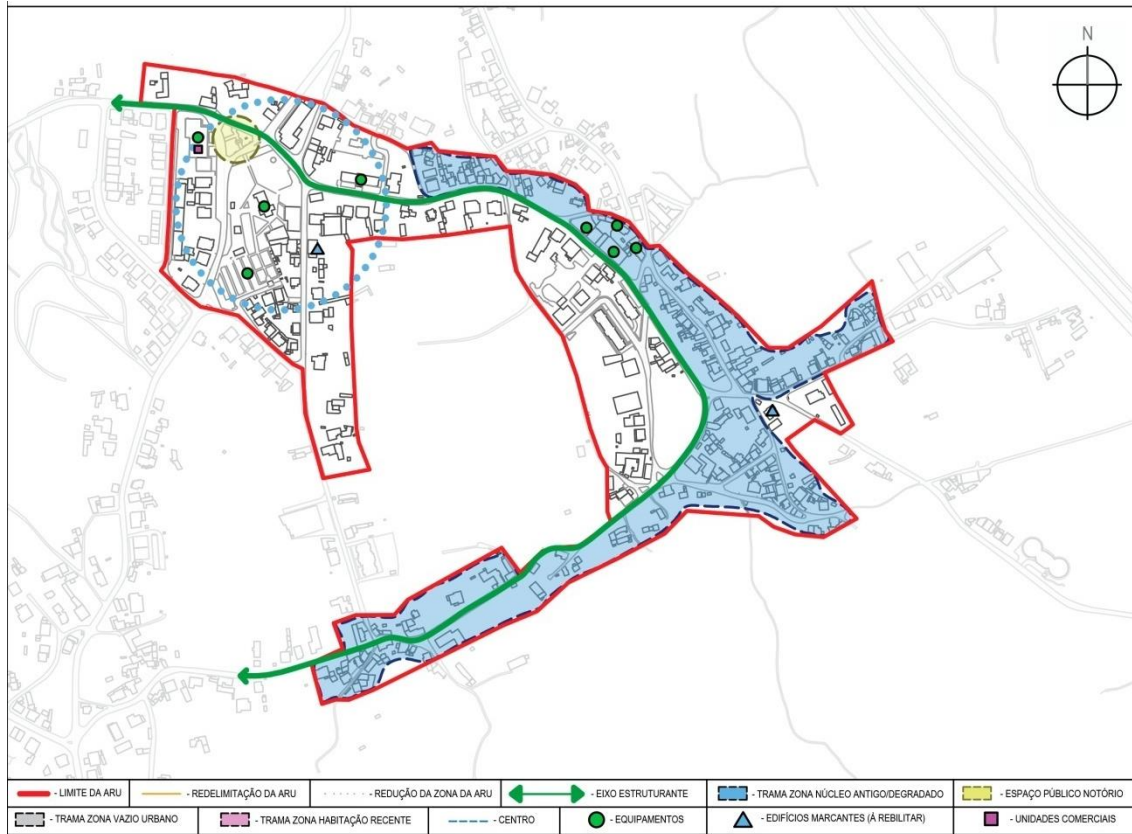 N
- LIMITE DA ARU
- REDELIMITAÇÃO DA ARU
- REDUÇÃO DA ZONA DA ARU
- EIXO ESTRUTURANTE
- TRAMA ZONA NÚCLEO ANTIGO/DEGRADADO
- ESPAÇO PÚBLICO NOTÓRIO
- TRAMA ZONA VAZIO URBANO
- TRAMA ZONA HABITAÇÃO RECENTE
- CENTRO
- EQUIPAMENTOS
- EDIFÍCIOS MARCANTES (Á REBILITAR)
- UNIDADES COMERCIAIS